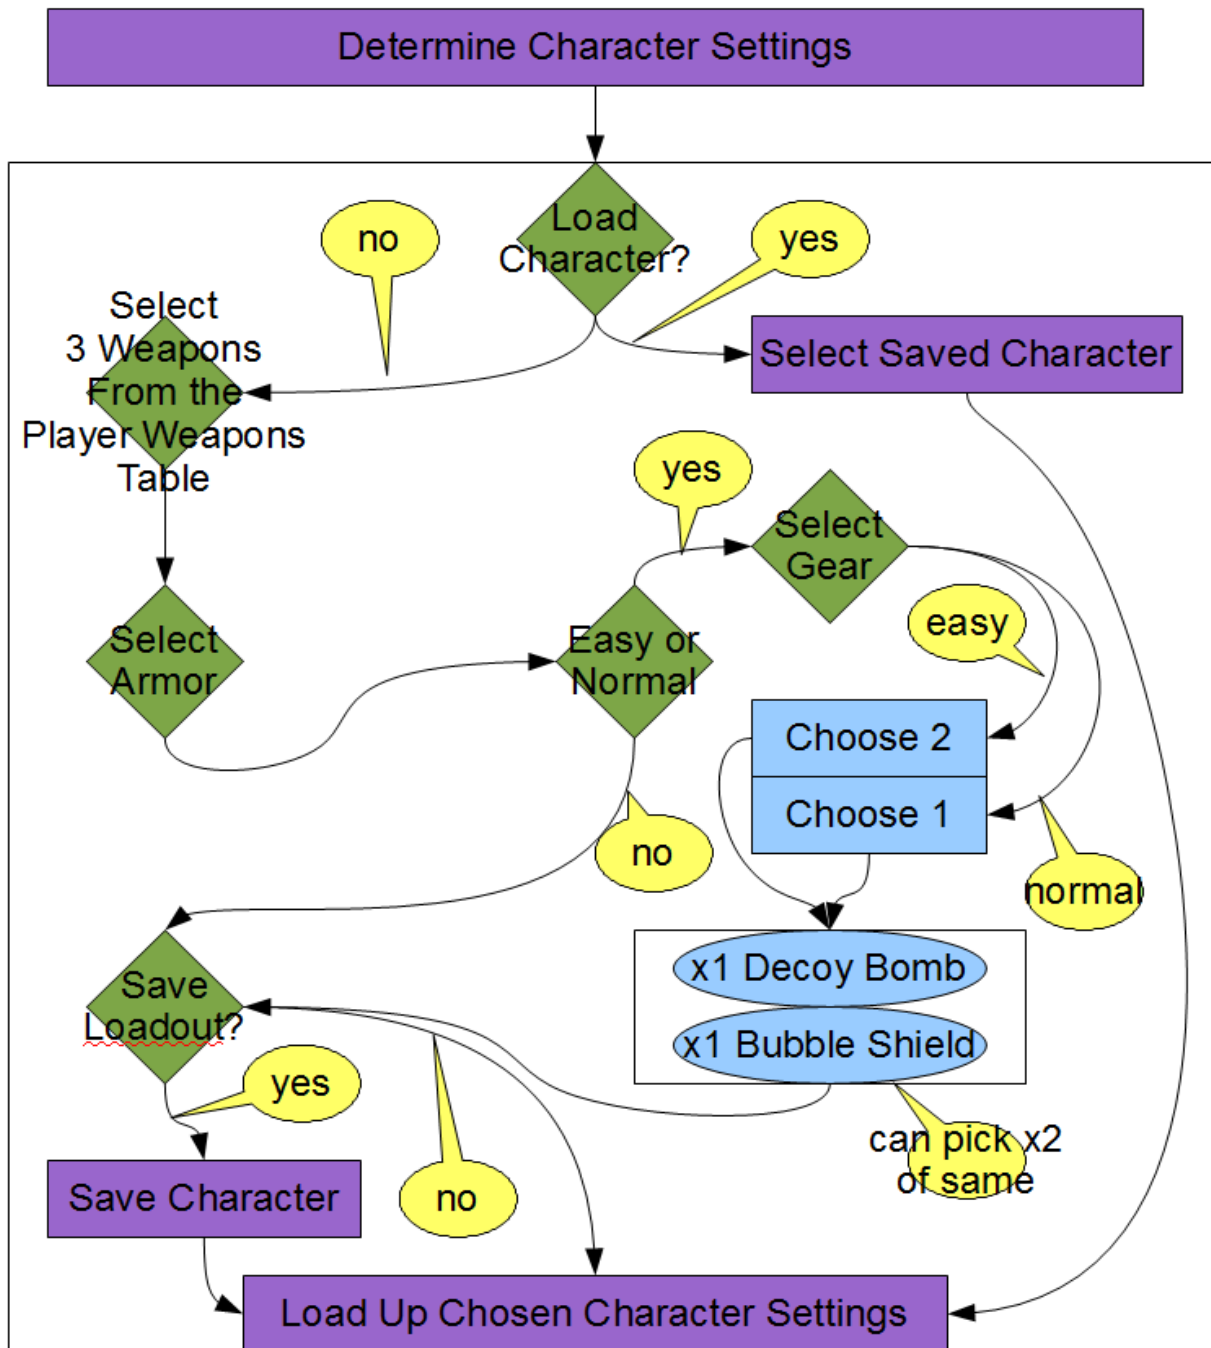 Determine Character Settings
Load
Character?
no
yes
Select
3 Weapons
From the
Player Weapons
Table
Select Saved Character
yes
Select
Gear
easy
Select
Armor
Easy or
Normal
Choose 2
Choose 1
no
normal
x1 Decoy Bomb
x1 Bubble Shield
Save
Loadout?
yes
can pick x2
of same
Save Character
no
Load Up Chosen Character Settings